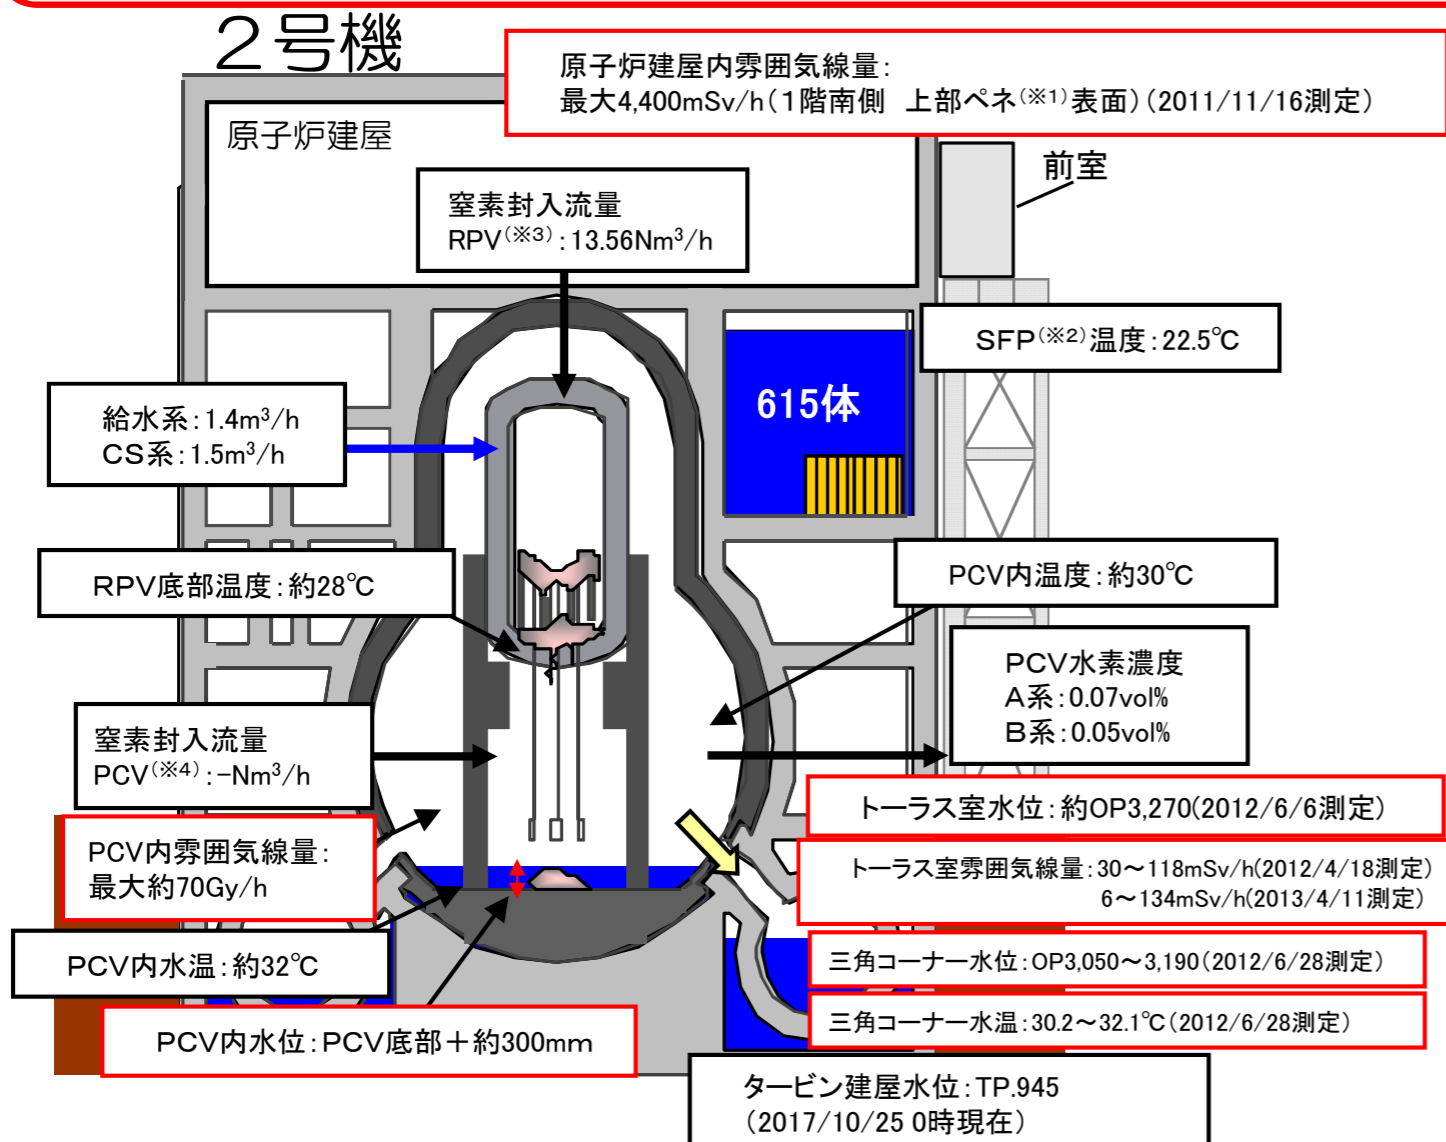 2号機
原子炉建屋内雰囲気線量：
最大4,400mSv/h（1階南側　上部ペネ(※1)表面）（2011/11/16測定）
原子炉建屋
前室
窒素封入流量
RPV(※3)：13.56Nm³/h
SFP(※2)温度：22.5℃
給水系：1.4m³/h
CS系：1.5m³/h
615体
RPV底部温度：約28℃
PCV内温度：約30℃
PCV水素濃度
A系：0.07vol%
B系：0.05vol%
窒素封入流量
PCV(※4)：-Nm³/h
トーラス室水位：約OP3,270(2012/6/6測定)
PCV内雰囲気線量：
最大約70Gy/h
トーラス室雰囲気線量：30～118mSv/h(2012/4/18測定)
6～134mSv/h(2013/4/11測定)
PCV内水温：約32℃
三角コーナー水位：OP3,050～3,190(2012/6/28測定)
三角コーナー水温：30.2～32.1℃(2012/6/28測定)
PCV内水位：PCV底部＋約300mm
タービン建屋水位：TP.945
（2017/10/25 0時現在）